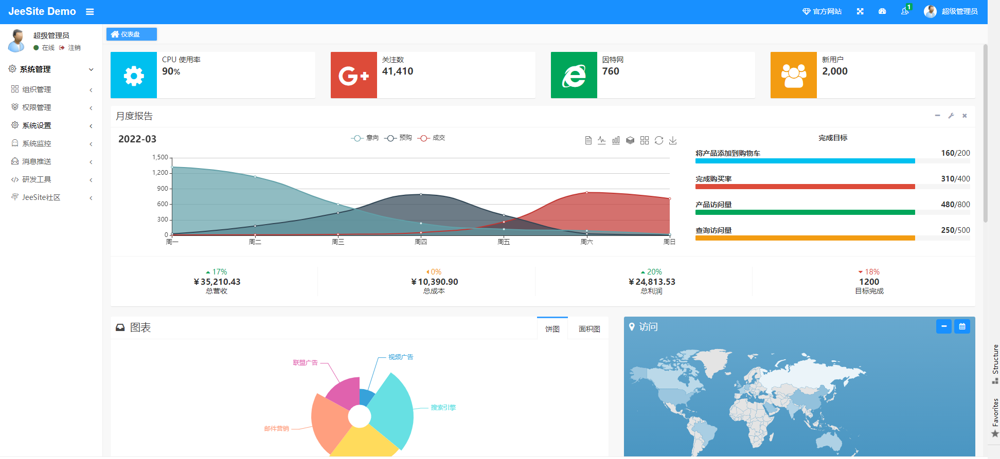 JeeSite Demo
官方网站
1
超级管理员
超级管理员
在线 注销
系统管理
组织管理
权限管理
系统设置
系统监控
消息推送
研发工具
JeeSite社区
仪表盘
CPU 使用率
90%
关注数
41,410
因特网
760
新用户
2,000
月度报告
2022-03
意向 预购 成交
1,500
1,200
900
600
300
0
周一 周二 周三 周四 周五 周六 周日
完成目标
将产品添加到购物车 160/200
完成购买率 310/400
产品访问量 480/800
查询访问量 250/500
17%
￥35,210.43
总营收
0%
￥10,390.90
总成本
20%
￥24,813.53
总利润
18%
1200
目标完成
图表
饼图 面积图
视频广告
联盟广告
搜索引擎
邮件营销
访问
Structure
Favorites